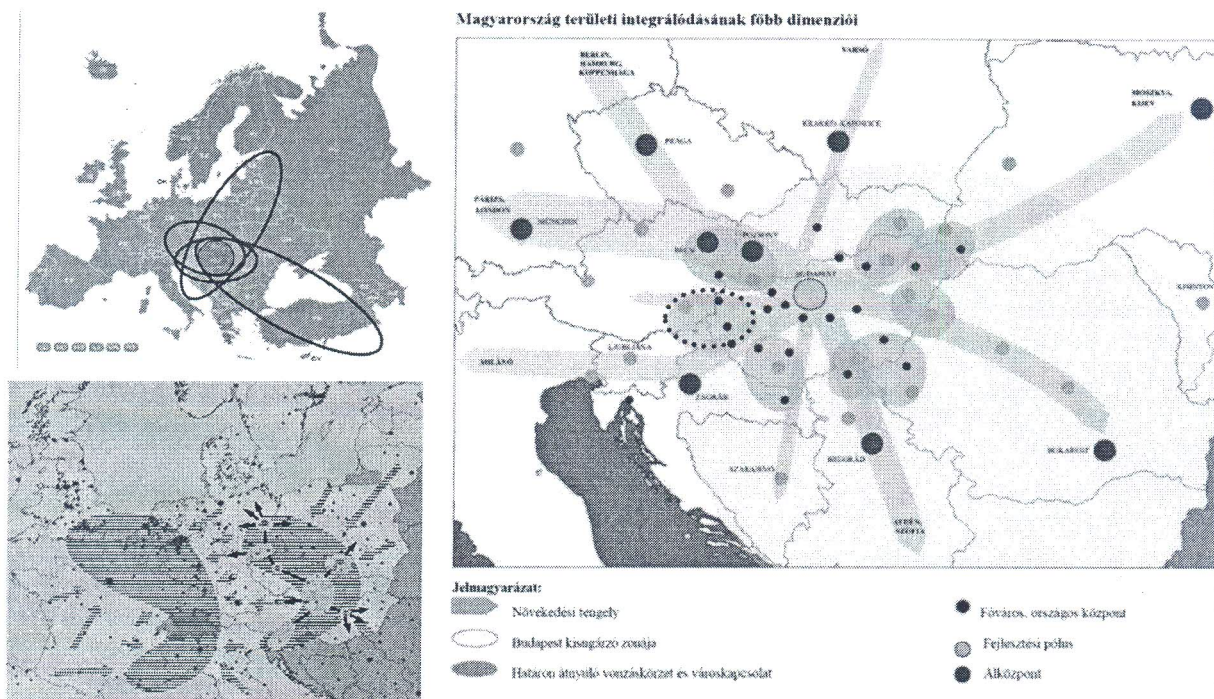 Magyarország területi integrálódásának főbb dimenziói
BERLIN,
HAMBURG,
KOPPENHÁGA
VARSÓ
MOSZKVA,
KIJEV
PRÁGA
KRAKKÓ-KATOWICE
PÁRIZS,
LONDON
MÜNCHEN
BÉCS
POZSONY
BUDAPEST
MILÁNÓ
LJUBLJANA
ZÁGRÁB
SZARAJEVÓ
BELGRÁD
BUKAREST
ATHÉN,
SZÓFIA
Jelmagyarázat:
Növekedési tengely
Budapest kisugárzó zónája
Határon átnyúló vonzáskörzet és városkapcsolat
Főváros, országos központ
Fejlesztési pólus
Alközpont